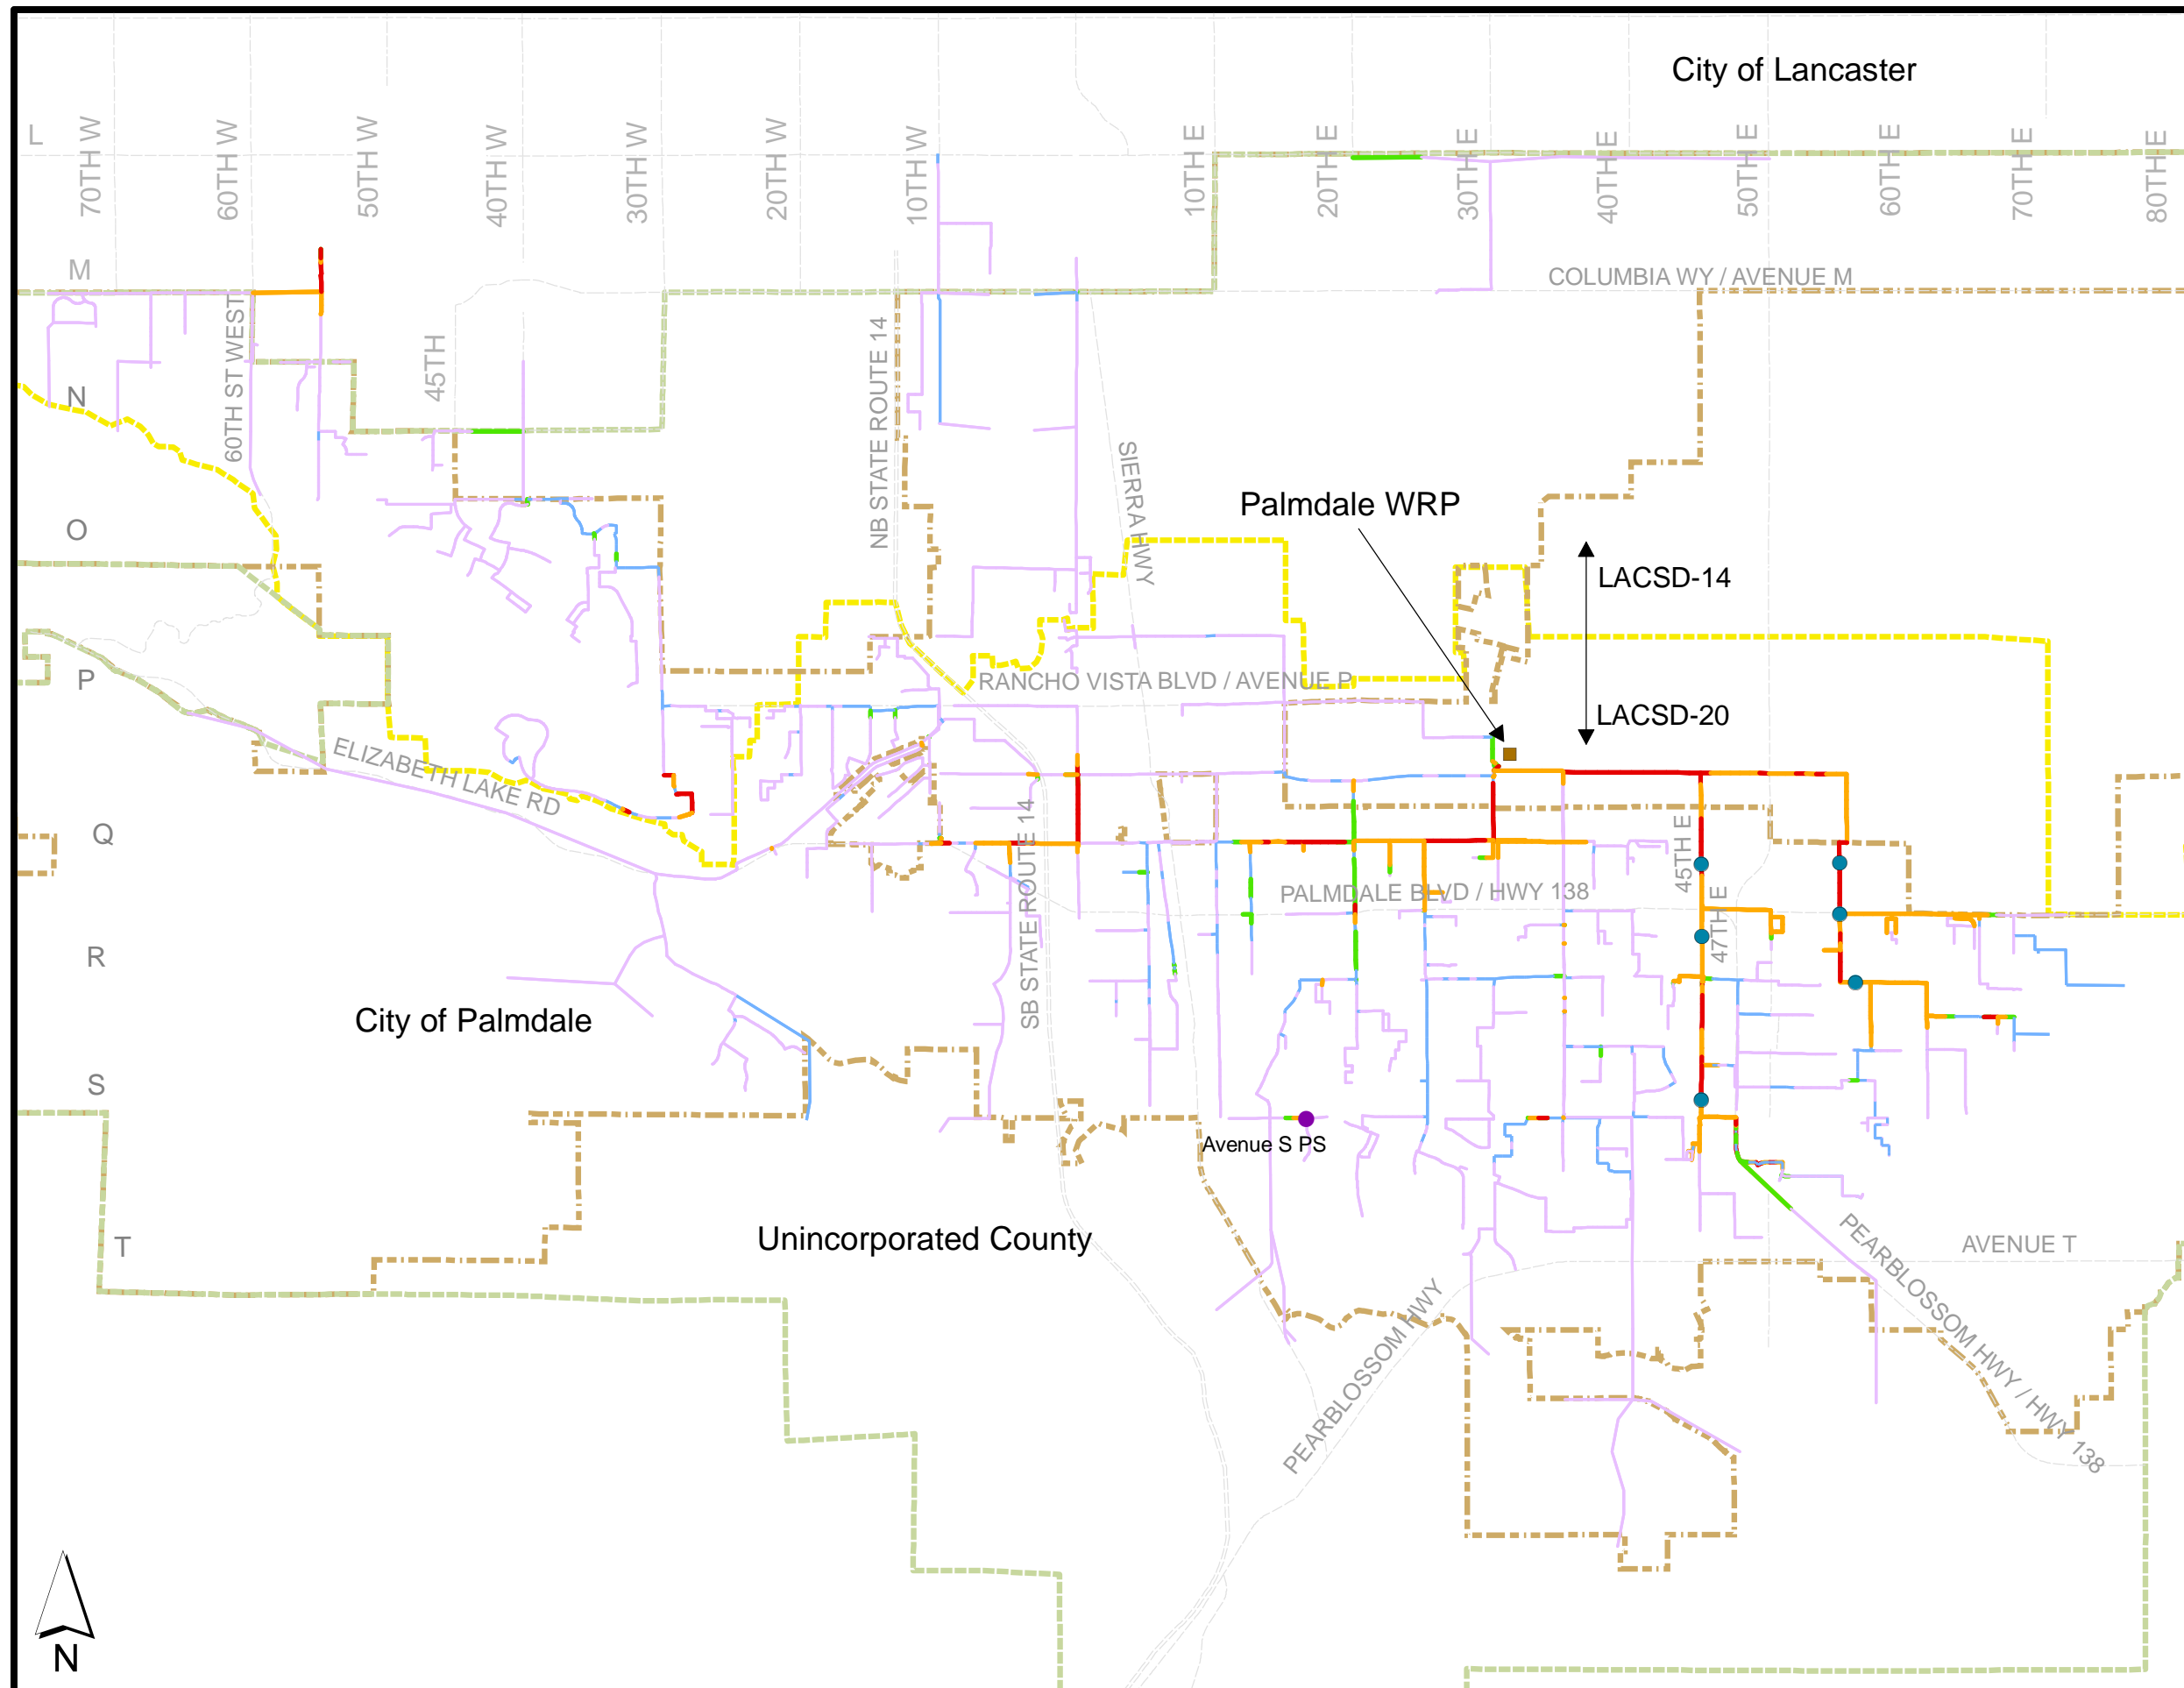 City of Lancaster
L
70TH W
60TH W
50TH W
40TH W
30TH W
20TH W
10TH W
10TH E
20TH E
30TH E
40TH E
50TH E
60TH E
70TH E
80TH E
M
COLUMBIA WY / AVENUE M
60TH ST WEST
45TH
NB STATE ROUTE 14
N
SIERRA HWY
Palmdale WRP
O
LACSD-14
P
RANCHO VISTA BLVD / AVENUE P
LACSD-20
ELIZABETH LAKE RD
Q
45TH E
SB STATE ROUTE 14
PALMDALE BLVD / HWY 138
47TH E
R
City of Palmdale
S
Avenue S PS
Unincorporated County
T
AVENUE T
PEARBLOSSOM HWY
PEARBLOSSOM HWY / HWY 138
N